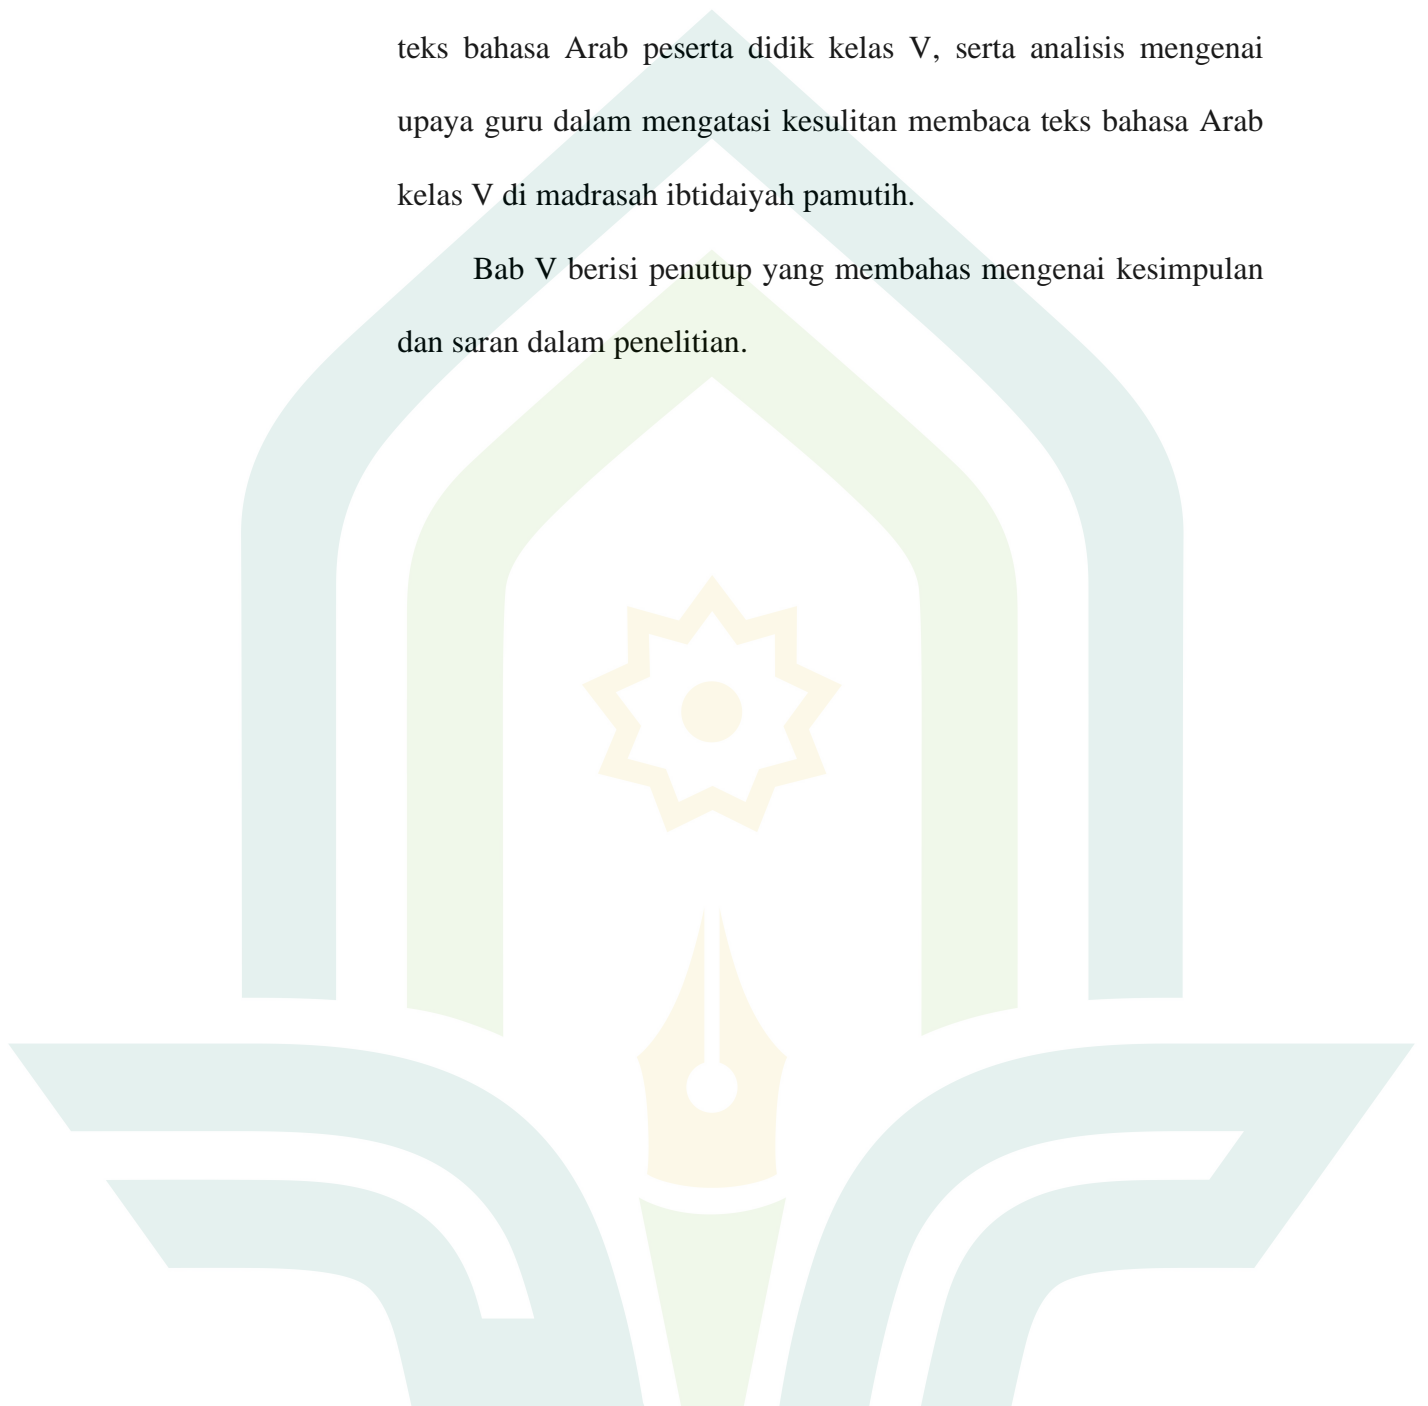 teks bahasa Arab peserta didik kelas V, serta analisis mengenai
upaya guru dalam mengatasi kesulitan membaca teks bahasa Arab
kelas V di madrasah ibtidaiyah pamutih.
Bab V berisi penutup yang membahas mengenai kesimpulan
dan saran dalam penelitian.